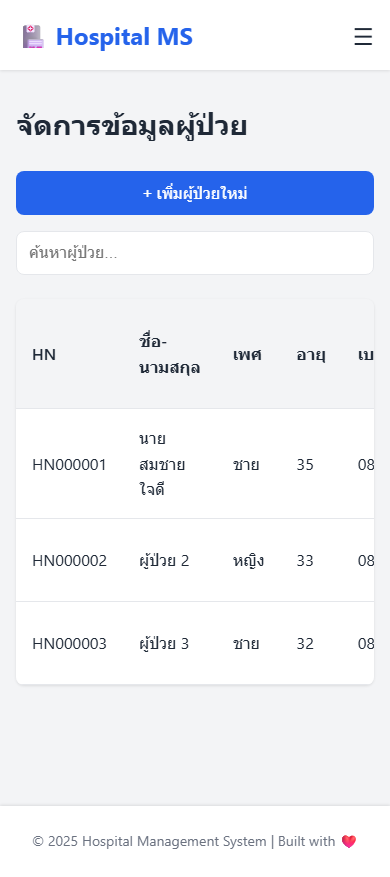 Hospital MS
จัดการข้อมูลผู้ป่วย
+ เพิ่มผู้ป่วยใหม่
ค้นหาผู้ป่วย...
HN ชื่อ-นามสกุล เพศ อายุ เบ
HN000001 นาย สมชาย ใจดี ชาย 35 08
HN000002 ผู้ป่วย 2 หญิง 33 08
HN000003 ผู้ป่วย 3 ชาย 32 08
© 2025 Hospital Management System | Built with ❤️